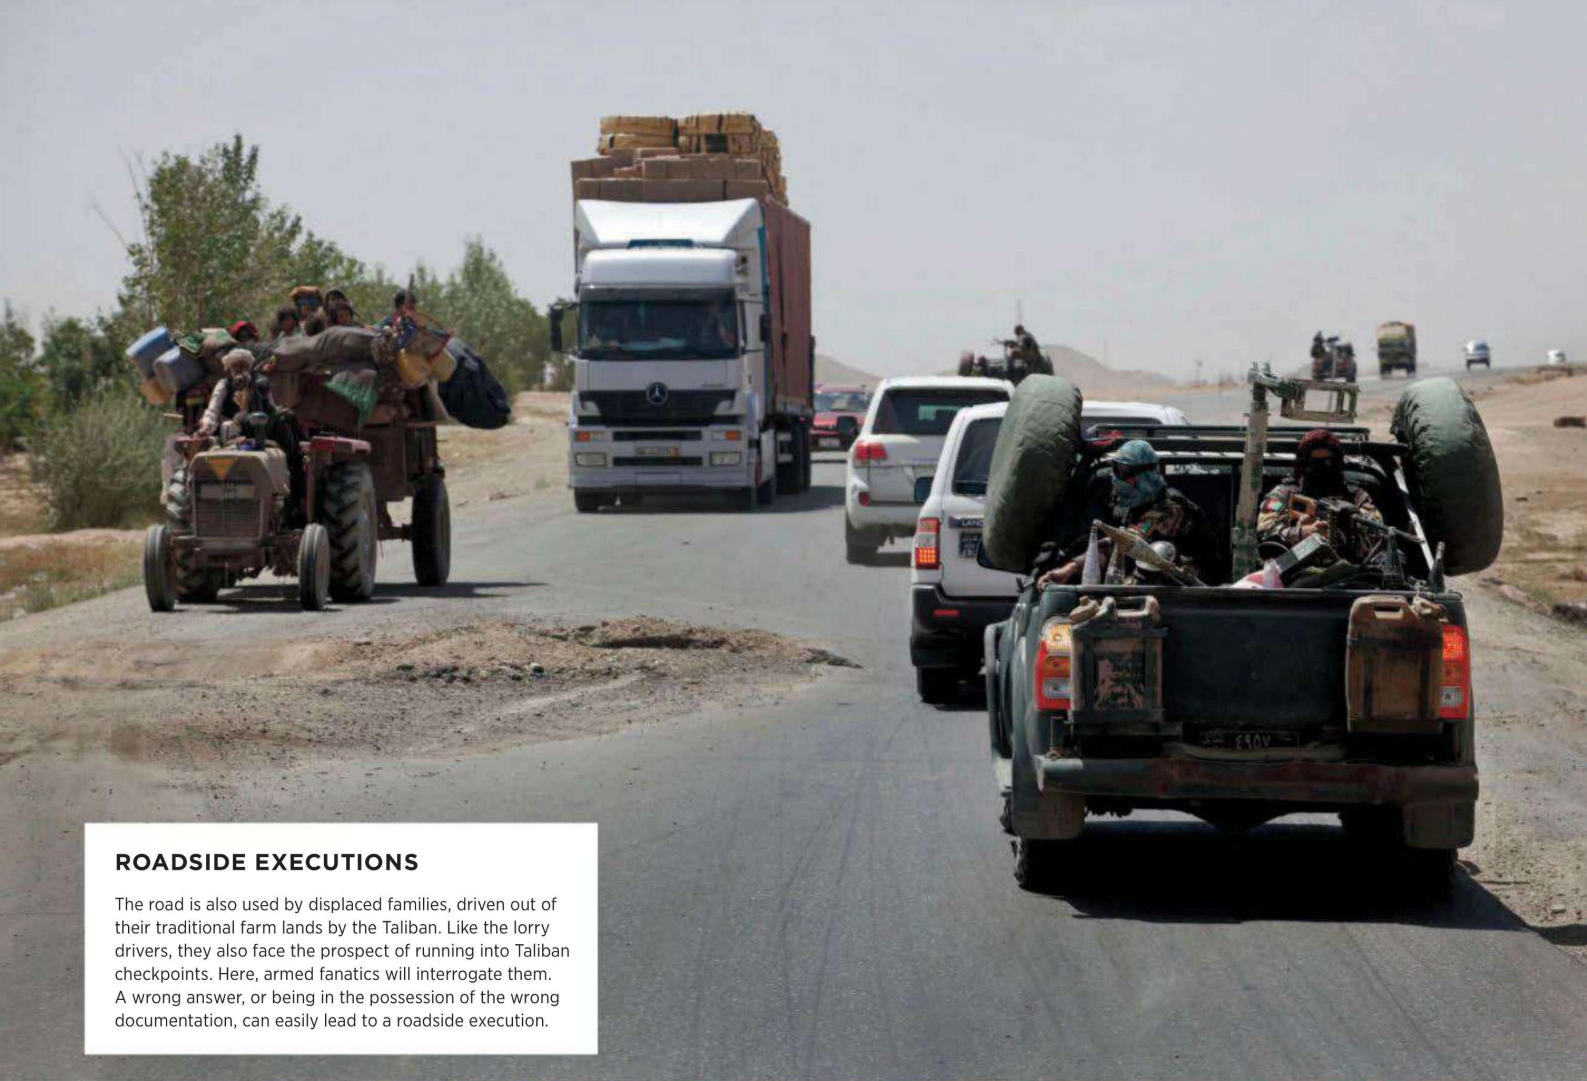 LAND
٤٩٥٧
ROADSIDE EXECUTIONS
The road is also used by displaced families, driven out of
their traditional farm lands by the Taliban. Like the lorry
drivers, they also face the prospect of running into Taliban
checkpoints. Here, armed fanatics will interrogate them.
A wrong answer, or being in the possession of the wrong
documentation, can easily lead to a roadside execution.